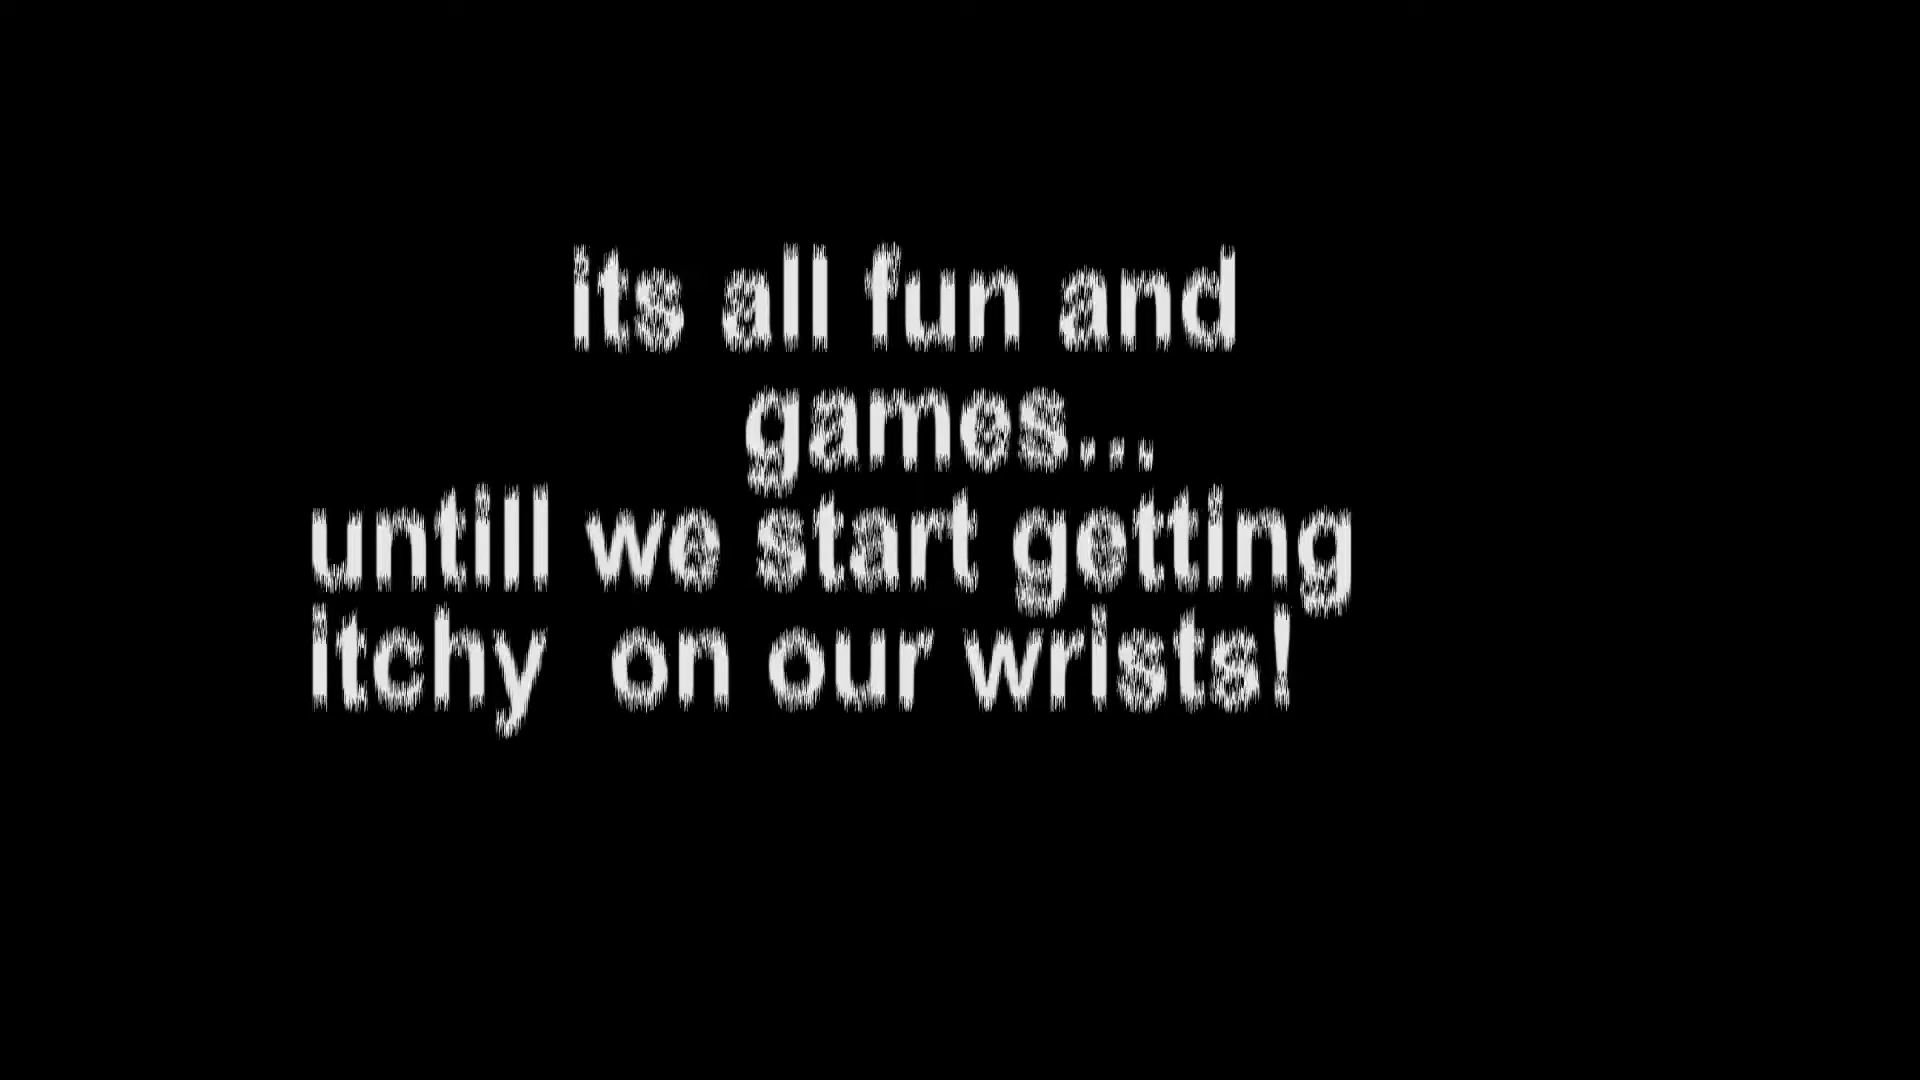 its all fun and
games...
untill we start getting
itchy  on our wrists!